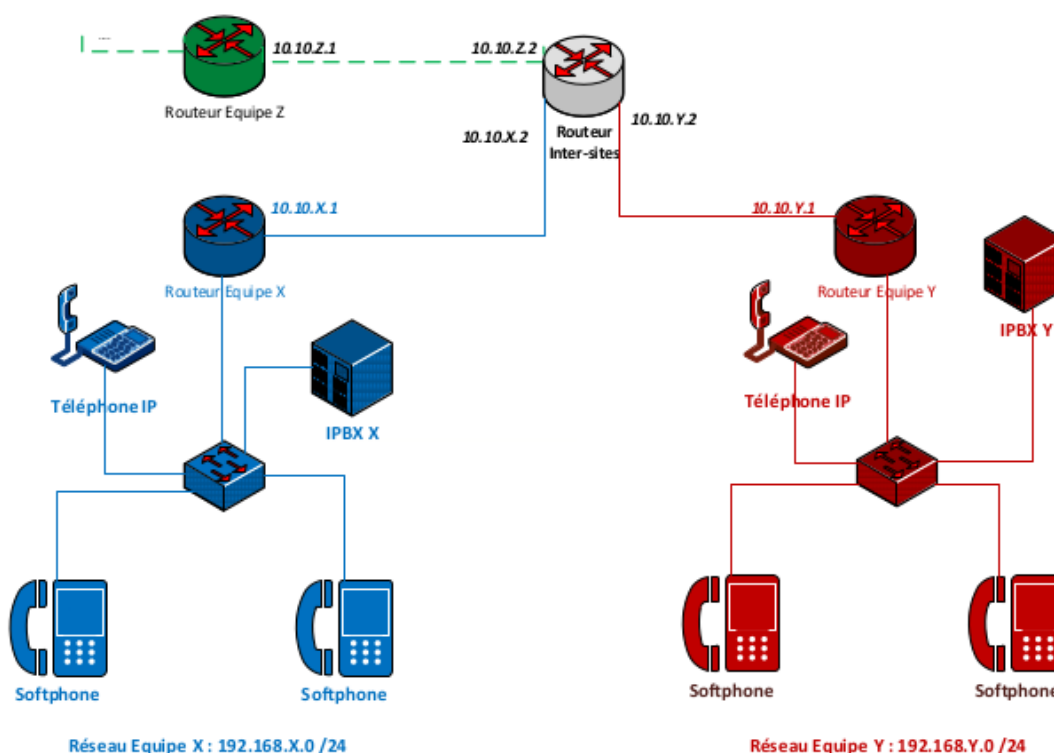 10.10.Z.1
10.10.Z.2
Routeur Equipe Z
10.10.X.2
Routeur
Inter-sites
10.10.Y.2
10.10.X.1
10.10.Y.1
Routeur Equipe X
Routeur Equipe Y
IPBX Y
Téléphone IP
IPBX X
Téléphone IP
Softphone
Softphone
Softphone
Softphone
Réseau Equipe X : 192.168.X.0 /24
Réseau Equipe Y : 192.168.Y.0 /24